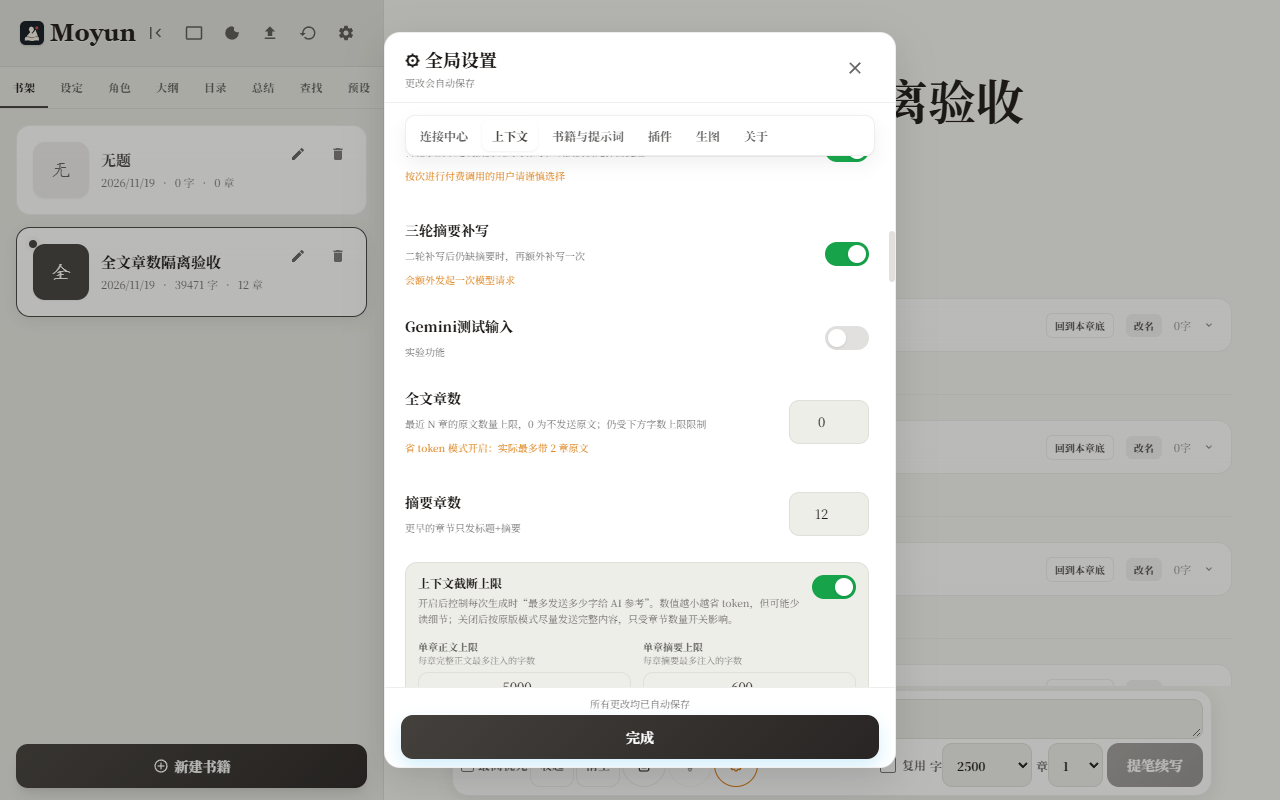 Moyun
书架 设定 角色 大纲 目录 总结 查找 预设
无
无题
2026/11/19 · 0 字 · 0 章
全
全文章数隔离验收
2026/11/19 · 39471 字 · 12 章
新建书籍
全局设置
更改会自动保存
连接中心 上下文 书籍与提示词 插件 生图 关于
按次进行付费调用的用户请谨慎选择
三轮摘要补写
二轮补写后仍缺摘要时，再额外补写一次
会额外发起一次模型请求
Gemini测试输入
实验功能
全文章数
最近 N 章的原文数量上限，0 为不发送原文；仍受下方字数上限限制
0
省 token 模式开启：实际最多带 2 章原文
摘要章数
更早的章节只发标题+摘要
12
上下文截断上限
开启后控制每次生成时“最多发送多少字给 AI 参考”。数值越小越省 token，但可能少
读细节；关闭后按原版模式尽量发送完整内容，只受章节数量开关影响。
单章正文上限 单章摘要上限
每章完整正文最多注入的字数 每章摘要最多注入的字数
5000 600
所有更改均已自动保存
完成
离验收
回到本章底 改名 0字
回到本章底 改名 0字
回到本章底 改名 0字
复用 字 2500 章 1 提笔续写